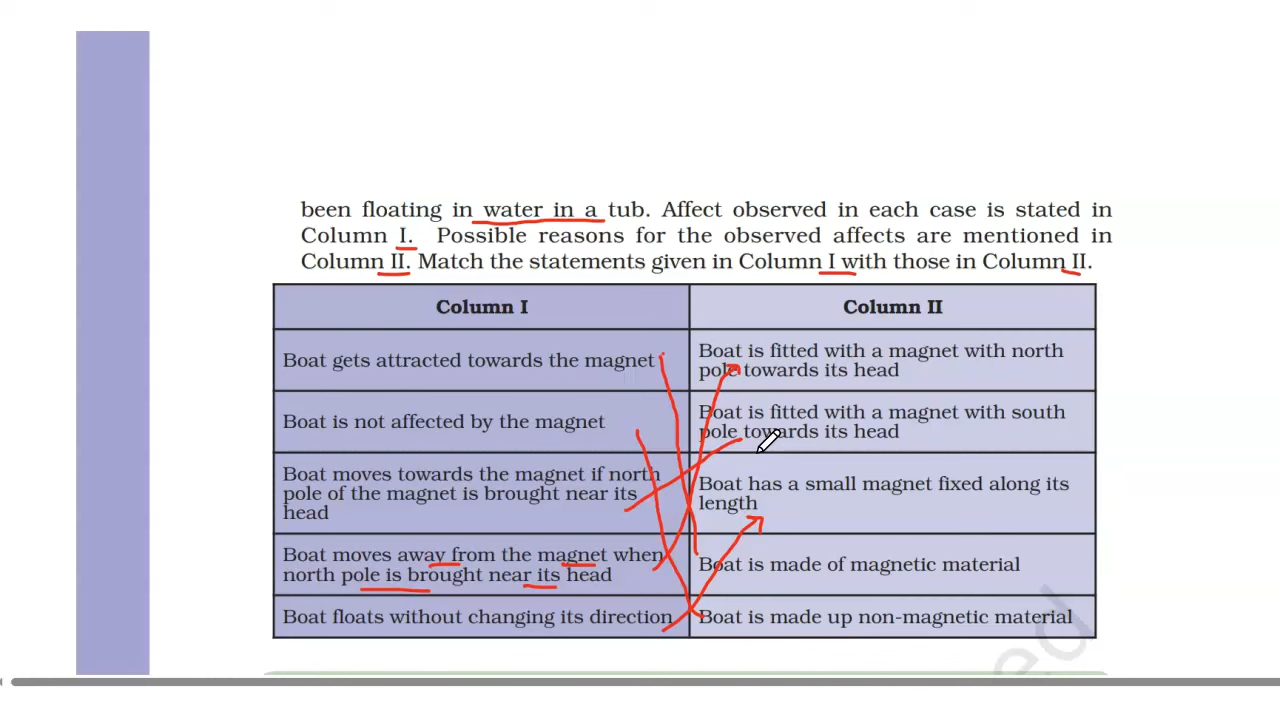 been floating in water in a tub. Affect observed in each case is stated in
Column I. Possible reasons for the observed affects are mentioned in
Column II. Match the statements given in Column I with those in Column II.
Column I
Column II
Boat gets attracted towards the magnet
Boat is fitted with a magnet with north
pole towards its head
Boat is not affected by the magnet
Boat is fitted with a magnet with south
pole towards its head
Boat moves towards the magnet if north
pole of the magnet is brought near its
head
Boat has a small magnet fixed along its
length
Boat moves away from the magnet when
north pole is brought near its head
Boat is made of magnetic material
Boat floats without changing its direction
Boat is made up non-magnetic material
ed